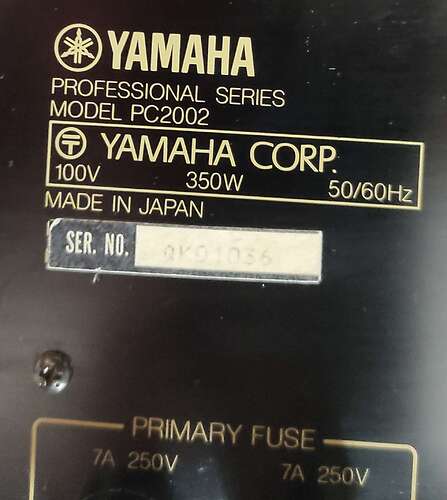 YAMAHA
PROFESSIONAL SERIES
MODEL PC2002
YAMAHA CORP.
100V 350W 50/60Hz
MADE IN JAPAN
SER. NO. QK91036
PRIMARY FUSE
7A 250V 7A 250V